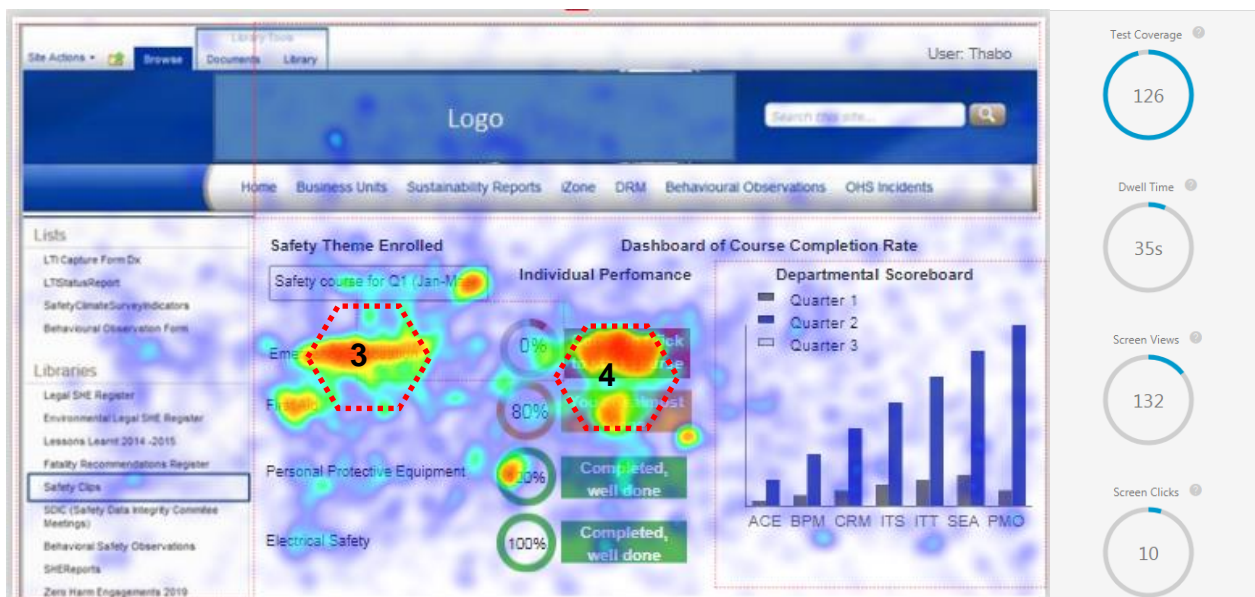 Library Tools
Site Actions
Browse
Documents
Library
User: Thabo
Logo
Search this site...
Home Business Units Sustainability Reports iZone DRM Behavioural Observations OHS Incidents
Lists
LTI Capture Form Dx
LTIStatusReport
SafetyClimateSurveyIndicators
Behavioural Observation Form
Libraries
Legal SHE Register
Environmental Legal SHE Register
Lessons Learnt 2014 -2015
Fatality Recommendations Register
Safety Clips
SDIC (Safety Data Integrity Commitee
Meetings)
Behavioral Safety Observations
SHEReports
Zero Harm Engagements 2019
Safety Theme Enrolled
Safety course for Q1 (Jan-M
3
First Aid
Personal Protective Equipment
Electrical Safety
Dashboard of Course Completion Rate
Individual Perfomance
0%
4
80%
Completed,
well done
100%
Completed,
well done
Departmental Scoreboard
Quarter 1
Quarter 2
Quarter 3
ACE BPM CRM ITS ITT SEA PMO
Test Coverage
126
Dwell Time
35s
Screen Views
132
Screen Clicks
10